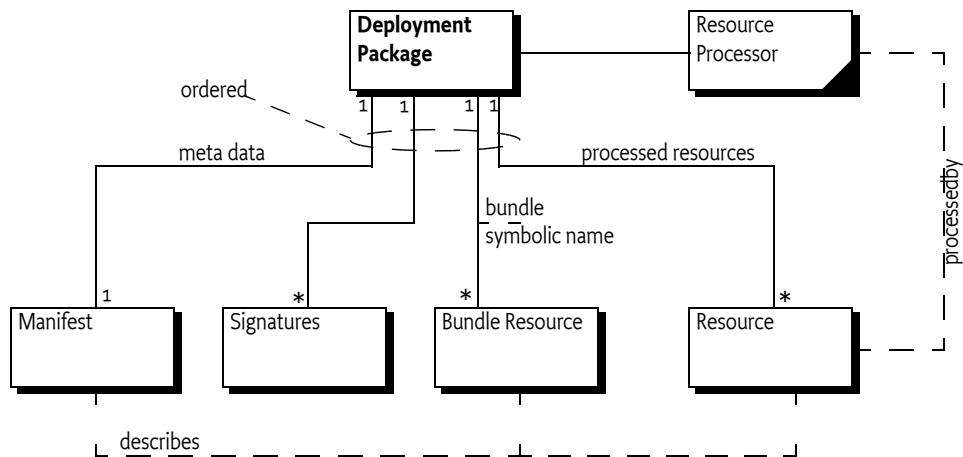 Deployment
Package
Resource
Processor
ordered
1
1
1
1
meta data
processed resources
processedby
bundle
symbolic name
1
*
*
*
Manifest
Signatures
Bundle Resource
Resource
describes